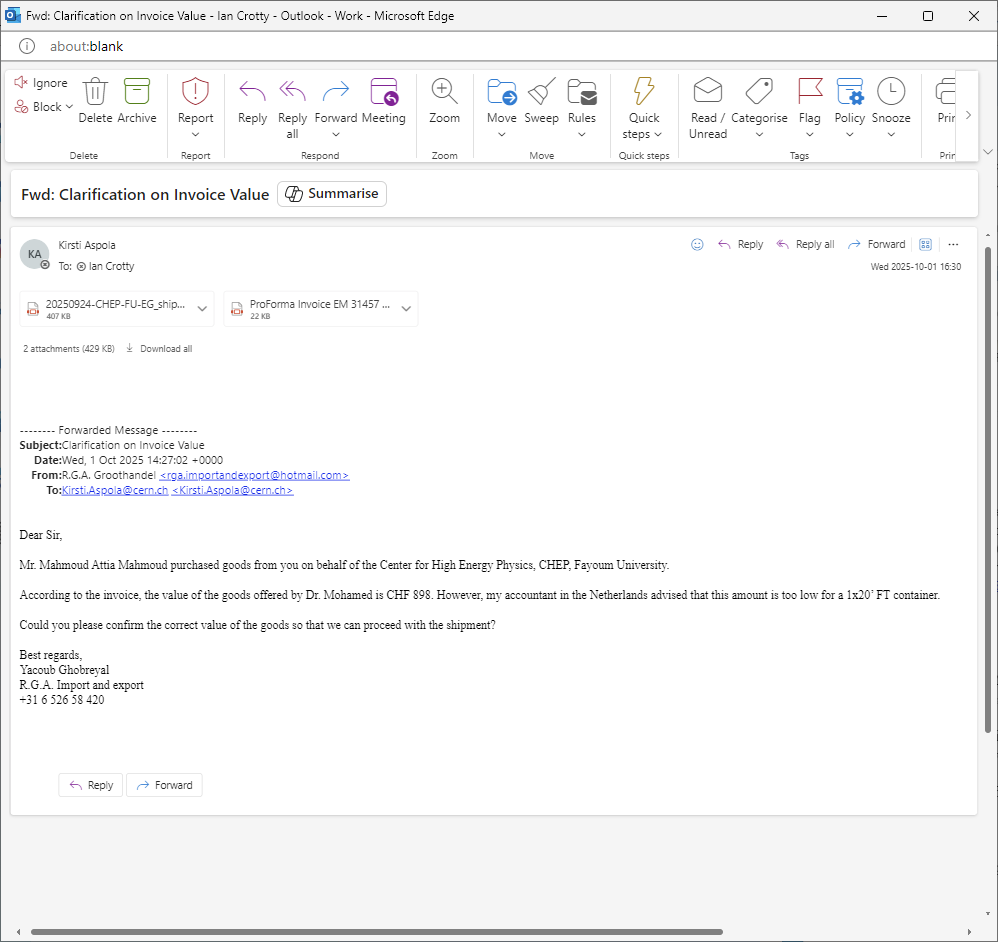 Fwd: Clarification on Invoice Value - Ian Crotty - Outlook - Work - Microsoft Edge
about:blank
Ignore
Block
Delete
Archive
Delete
Report
Report
Reply
Reply all
Forward
Meeting
Respond
Zoom
Zoom
Move
Sweep
Rules
Move
Quick steps
Quick steps
Read / Unread
Categorise
Flag
Policy
Snooze
Tags
Prin
Prin
Fwd: Clarification on Invoice Value
Summarise
KA
Kirsti Aspola
Reply
Reply all
Forward
To: Ian Crotty
Wed 2025-10-01 16:30
20250924-CHEP-FU-EG_ship...
407 KB
ProForma Invoice EM 31457 ...
22 KB
2 attachments (429 KB)
Download all
-------- Forwarded Message --------
Subject:Clarification on Invoice Value
Date:Wed, 1 Oct 2025 14:27:02 +0000
From:R.G.A. Groothandel <rga.importandexport@hotmail.com>
To:Kirsti.Aspola@cern.ch <Kirsti.Aspola@cern.ch>
Dear Sir,
Mr. Mahmoud Attia Mahmoud purchased goods from you on behalf of the Center for High Energy Physics, CHEP, Fayoum University.
According to the invoice, the value of the goods offered by Dr. Mohamed is CHF 898. However, my accountant in the Netherlands advised that this amount is too low for a 1x20’ FT container.
Could you please confirm the correct value of the goods so that we can proceed with the shipment?
Best regards,
Yacoub Ghobreyal
R.G.A. Import and export
+31 6 526 58 420
Reply
Forward